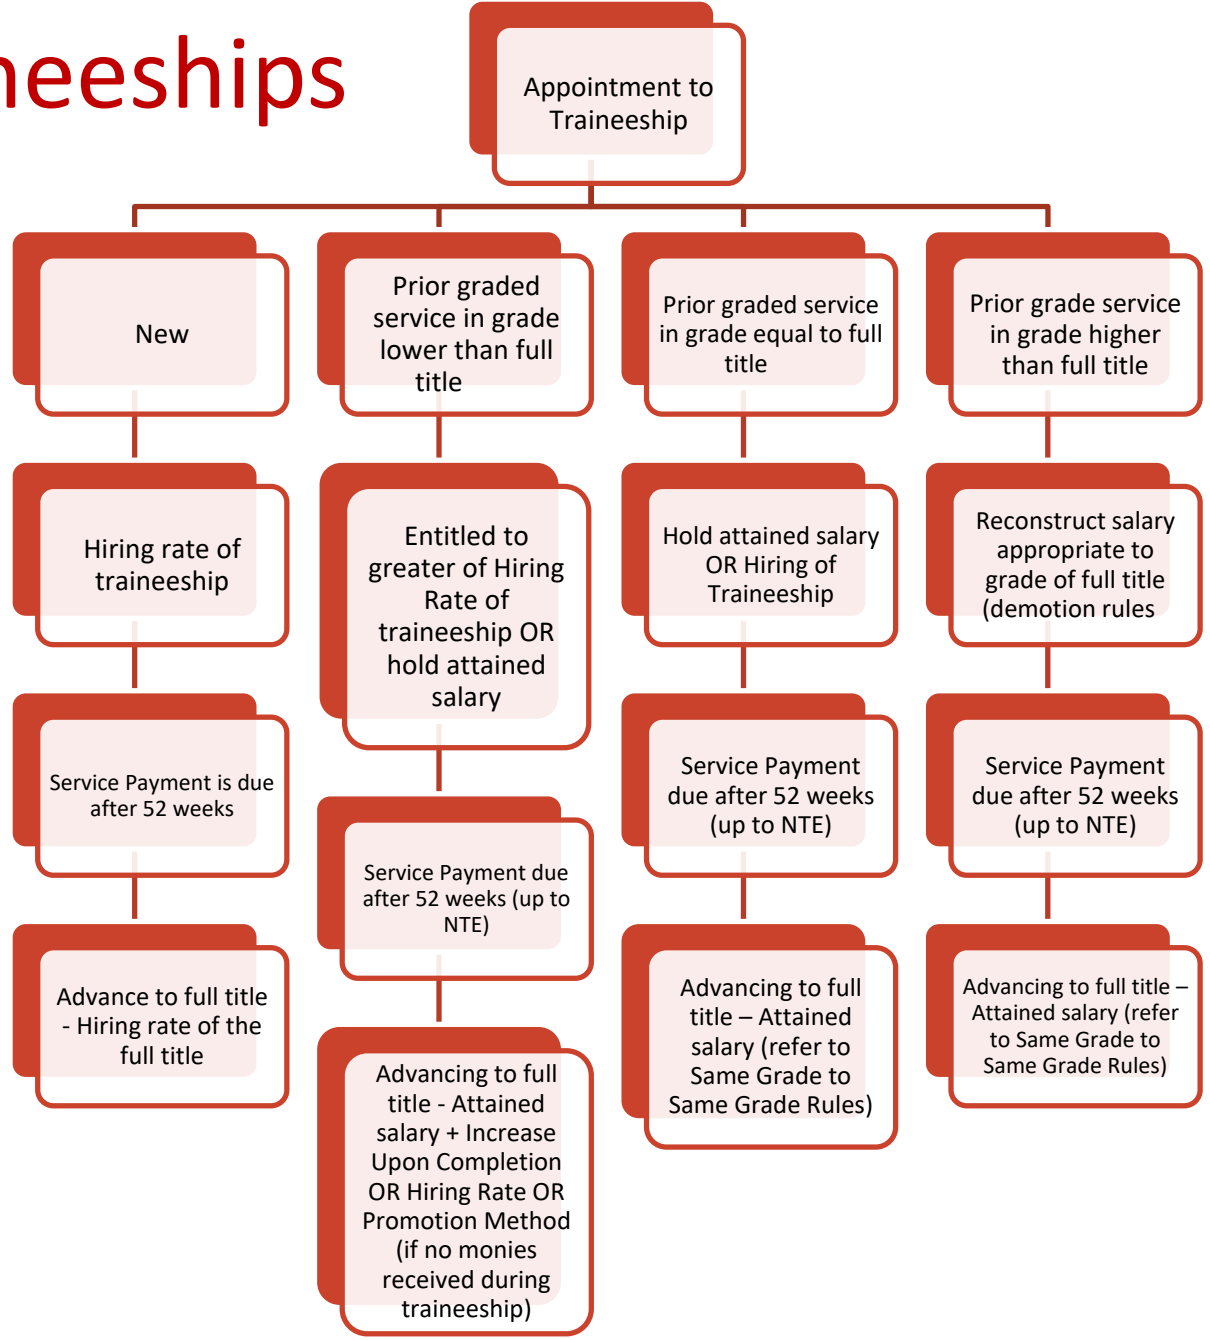 neeships
Appointment to
Traineeship
New
Prior graded
service in grade
lower than full
title
Prior graded service
in grade equal to full
title
Prior grade service
in grade higher
than full title
Hiring rate of
traineeship
Entitled to
greater of Hiring
Rate of
traineeship OR
hold attained
salary
Hold attained salary
OR Hiring of
Traineeship
Reconstruct salary
appropriate to
grade of full title
(demotion rules
Service Payment is due
after 52 weeks
Service Payment due
after 52 weeks (up to
NTE)
Service Payment
due after 52 weeks
(up to NTE)
Service Payment
due after 52 weeks
(up to NTE)
Advance to full title
- Hiring rate of the
full title
Advancing to full
title - Attained
salary + Increase
Upon Completion
OR Hiring Rate OR
Promotion Method
(if no monies
received during
traineeship)
Advancing to full
title – Attained
salary (refer to
Same Grade to
Same Grade Rules)
Advancing to full title –
Attained salary (refer
to Same Grade to
Same Grade Rules)